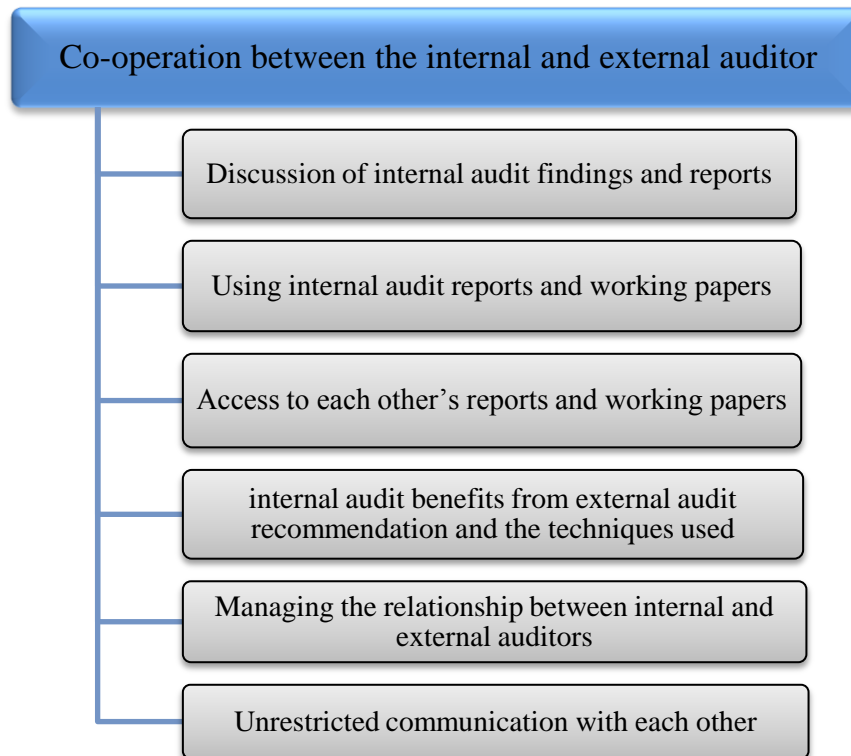 Co-operation between the internal and external auditor
Discussion of internal audit findings and reports
Using internal audit reports and working papers
Access to each other’s reports and working papers
internal audit benefits from external audit
recommendation and the techniques used
Managing the relationship between internal and
external auditors
Unrestricted communication with each other